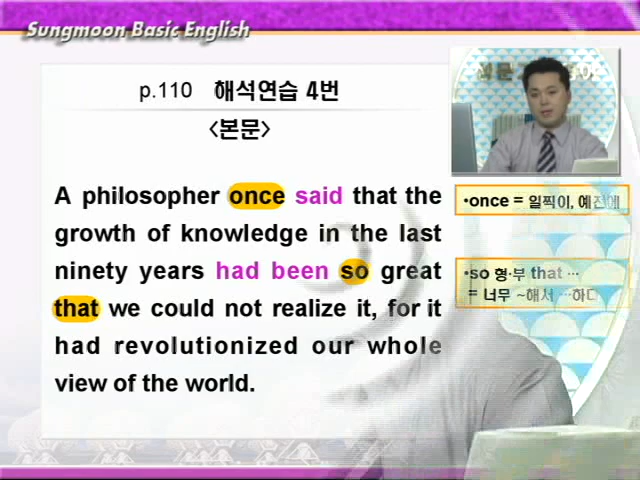 Sungmoon Basic English
p.110 해석연습 4번
<본문>
A philosopher once said that the
growth of knowledge in the last
ninety years had been so great
that we could not realize it, for it
had revolutionized our whole
view of the world.
•once = 일찍이, 예전에
•so 형·부 that ···
= 너무 ~해서 ···하다